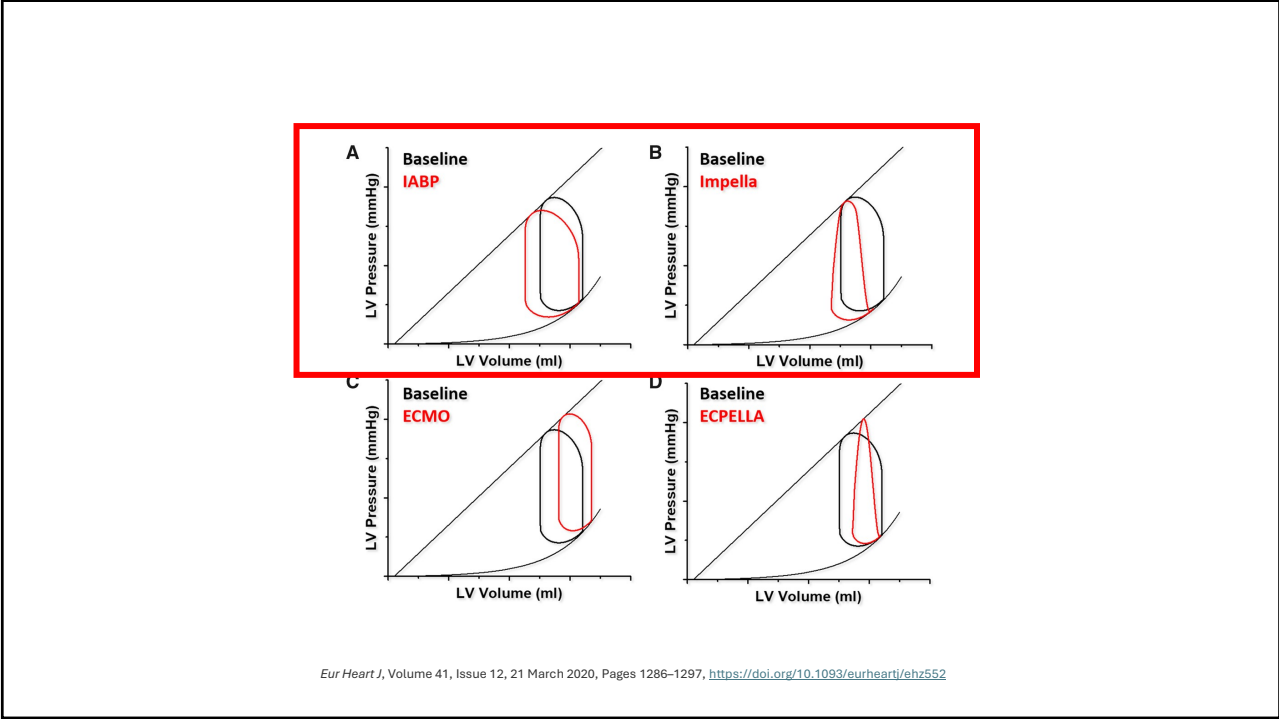 A
Baseline
IABP
LV Pressure (mmHg)
LV Volume (ml)
B
Baseline
Impella
LV Pressure (mmHg)
LV Volume (ml)
C
Baseline
ECMO
LV Pressure (mmHg)
LV Volume (ml)
D
Baseline
ECPELLA
LV Pressure (mmHg)
LV Volume (ml)
Eur Heart J, Volume 41, Issue 12, 21 March 2020, Pages 1286–1297, https://doi.org/10.1093/eurheartj/ehz552